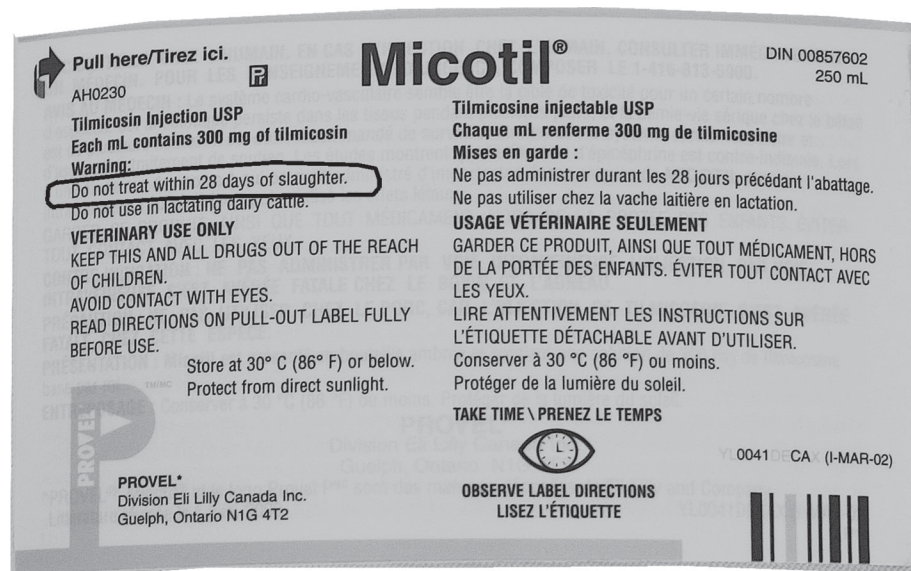 Pull here/Tirez ici.
AH0230
Micotil®
DIN 00857602
250 mL
Tilmicosin Injection USP
Each mL contains 300 mg of tilmicosin
Warning:
Do not treat within 28 days of slaughter.
Do not use in lactating dairy cattle.
VETERINARY USE ONLY
KEEP THIS AND ALL DRUGS OUT OF THE REACH
OF CHILDREN.
AVOID CONTACT WITH EYES.
READ DIRECTIONS ON PULL-OUT LABEL FULLY
BEFORE USE.
Store at 30° C (86° F) or below.
Protect from direct sunlight.
Tilmicosine injectable USP
Chaque mL renferme 300 mg de tilmicosine
Mises en garde :
Ne pas administrer durant les 28 jours précédant l'abattage.
Ne pas utiliser chez la vache laitière en lactation.
USAGE VÉTÉRINAIRE SEULEMENT
GARDER CE PRODUIT, AINSI QUE TOUT MÉDICAMENT, HORS
DE LA PORTÉE DES ENFANTS. ÉVITER TOUT CONTACT AVEC
LES YEUX.
LIRE ATTENTIVEMENT LES INSTRUCTIONS SUR
L'ÉTIQUETTE DÉTACHABLE AVANT D'UTILISER.
Conserver à 30 °C (86 °F) ou moins.
Protéger de la lumière du soleil.
TAKE TIME \ PRENEZ LE TEMPS
OBSERVE LABEL DIRECTIONS
LISEZ L'ÉTIQUETTE
PROVEL
TM/MC
PROVEL*
Division Eli Lilly Canada Inc.
Guelph, Ontario N1G 4T2
0041 CA (I-MAR-02)